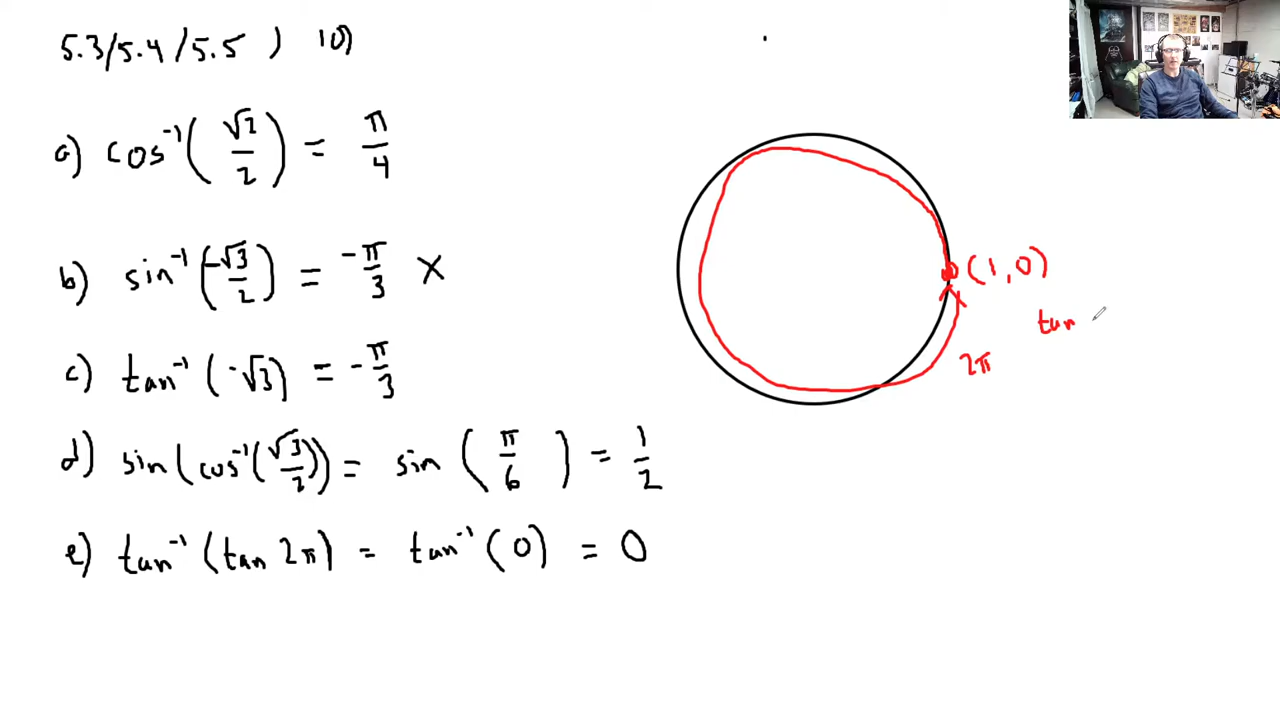 5.3/5.4/5.5 ) 10)
a) cos⁻¹(√2/2) = π/4
b) sin⁻¹(-√3/2) = -π/3 x
c) tan⁻¹(-√3) = -π/3
d) sin(cos⁻¹(√3/2)) = sin(π/6) = 1/2
e) tan⁻¹(tan 2π) = tan⁻¹(0) = 0
(1,0)
tan
2π